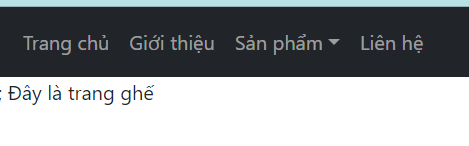 Trang chủ Giới thiệu Sản phẩm Liên hệ
; Đây là trang ghế